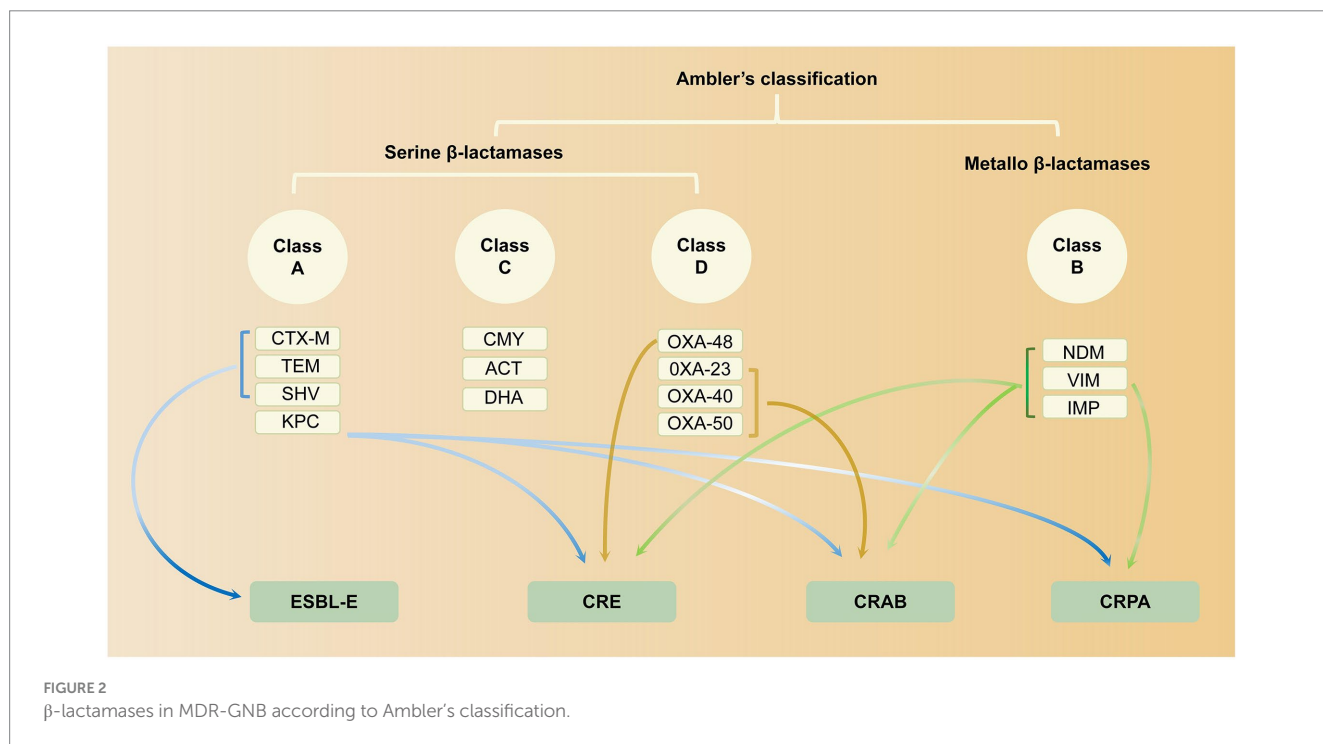 Ambler's classification
Serine β-lactamases
Metallo β-lactamases
Class
A
Class
C
Class
D
Class
B
CTX-M
TEM
SHV
KPC
CMY
ACT
DHA
OXA-48
0XA-23
OXA-40
OXA-50
NDM
VIM
IMP
ESBL-E
CRE
CRAB
CRPA
FIGURE 2
β-lactamases in MDR-GNB according to Ambler's classification.